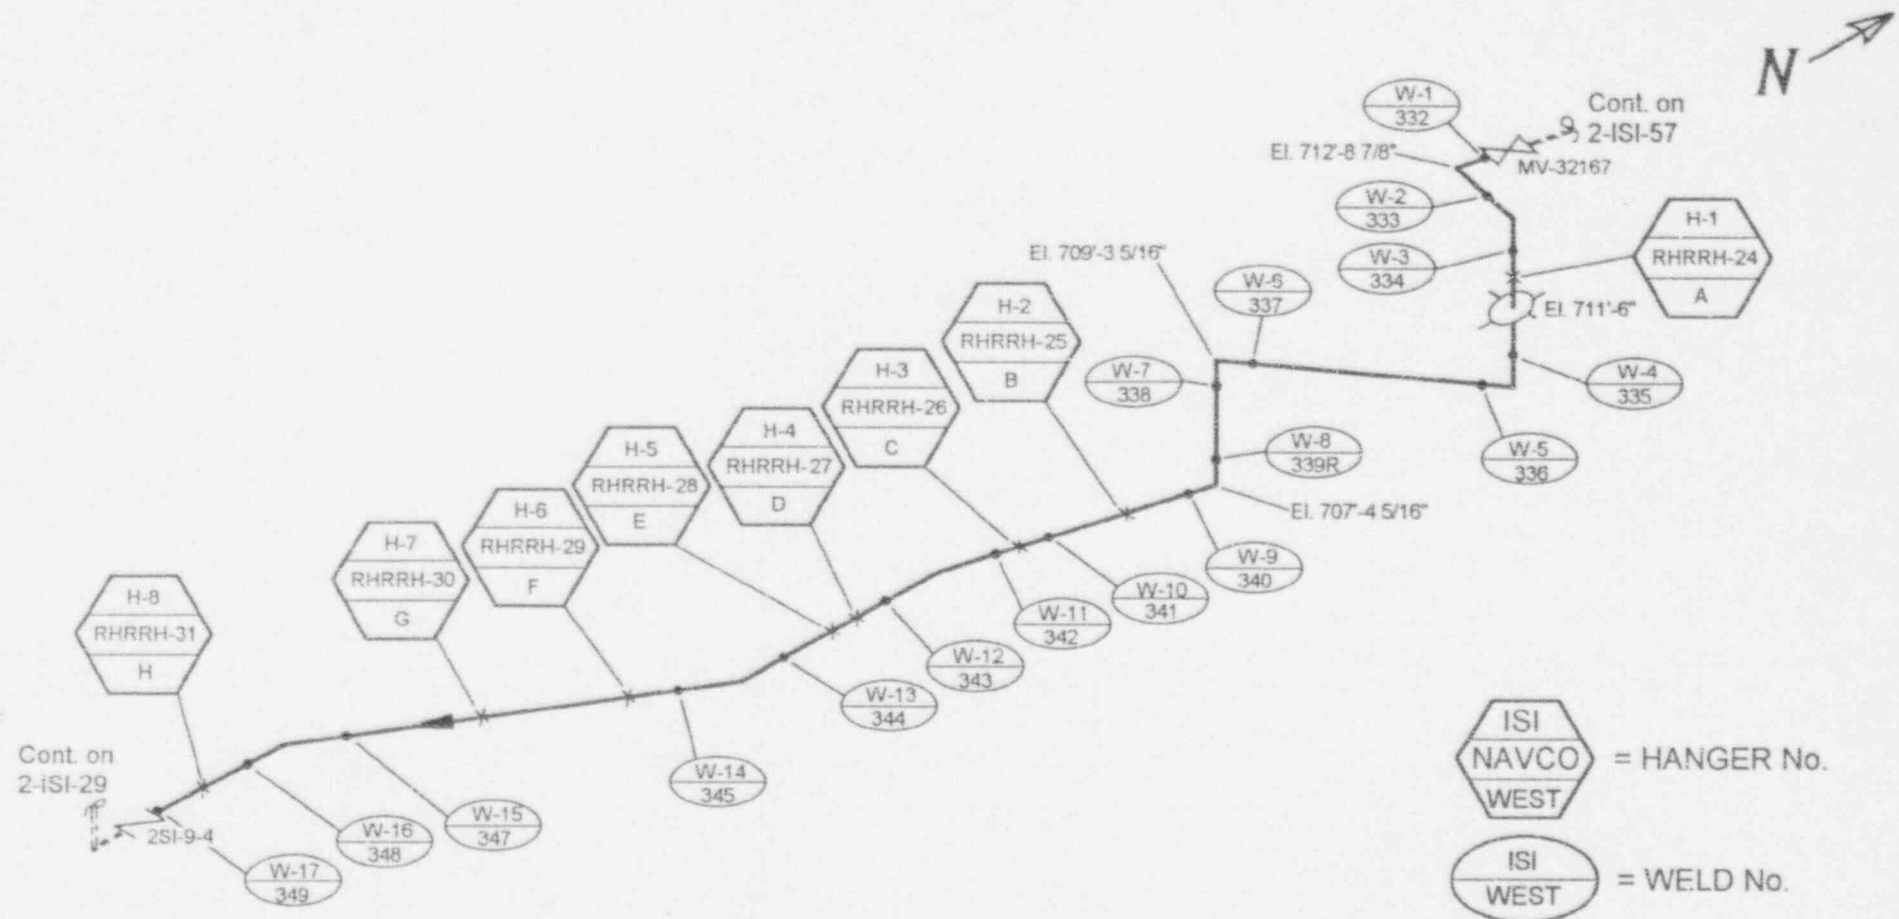 N
W-1
332
Cont. on
2-ISI-57
El. 712'-8 7/8"
MV-32167
W-2
333
H-1
RHRRH-24
A
W-3
334
El. 709'-3 5/16"
W-6
337
El. 711'-6"
H-2
RHRRH-25
B
H-3
RHRRH-26
C
W-7
338
W-4
335
H-4
RHRRH-27
D
H-5
RHRRH-28
E
W-8
339R
W-5
336
H-6
RHRRH-29
F
El. 707'-4 5/16"
H-7
RHRRH-30
G
W-9
340
H-8
RHRRH-31
H
W-10
341
W-11
342
W-12
343
W-13
344
Cont. on
2-ISI-29
W-14
345
2SI-9-4
W-15
347
W-16
348
W-17
349
ISI
NAVCO
WEST
= HANGER No.
ISI
WEST
= WELD No.